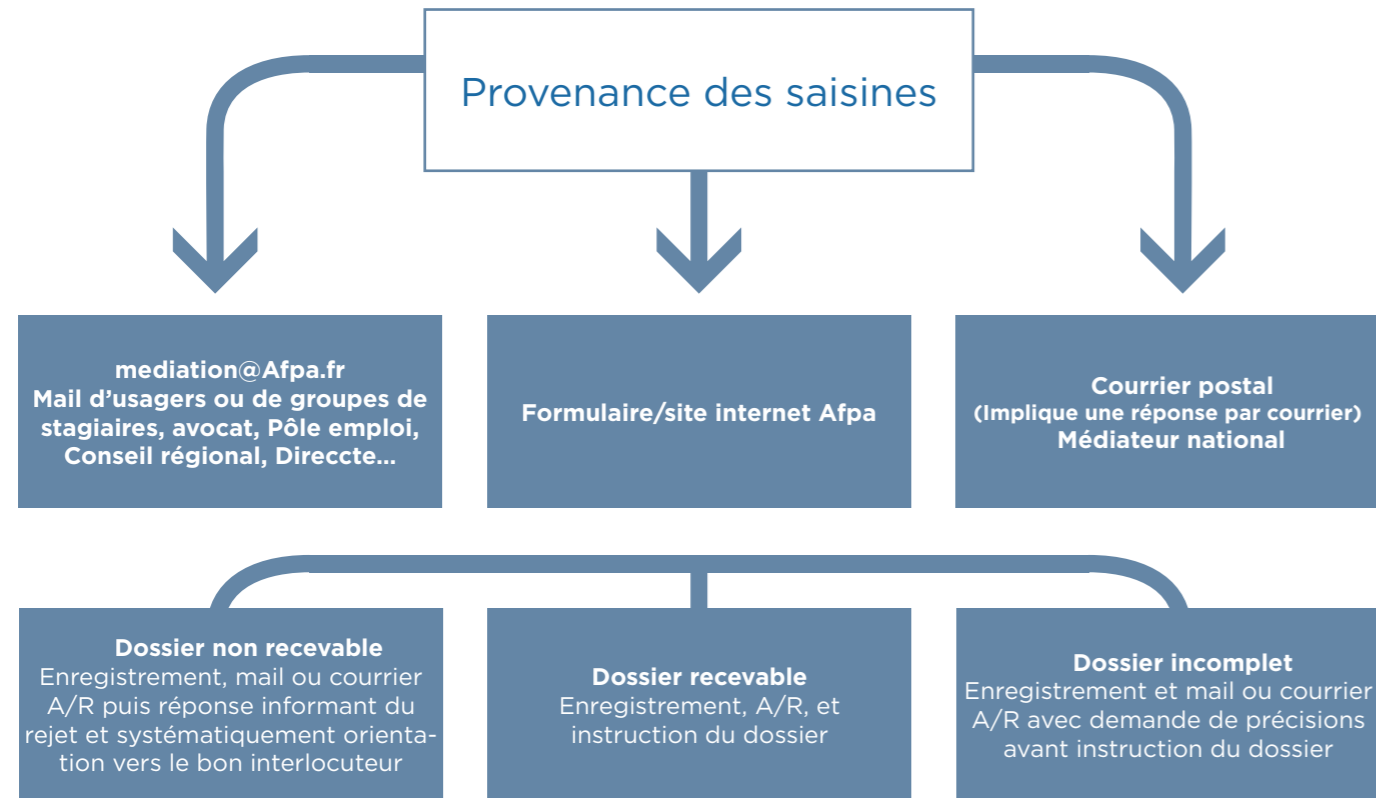 Provenance des saisines
mediation@Afpa.fr
Mail d'usagers ou de groupes de
stagiaires, avocat, Pôle emploi,
Conseil régional, Direccte...
Formulaire/site internet Afpa
Courrier postal
(Implique une réponse par courrier)
Médiateur national
Dossier non recevable
Enregistrement, mail ou courrier
A/R puis réponse informant du
rejet et systématiquement orienta-
tion vers le bon interlocuteur
Dossier recevable
Enregistrement, A/R, et
instruction du dossier
Dossier incomplet
Enregistrement et mail ou courrier
A/R avec demande de précisions
avant instruction du dossier